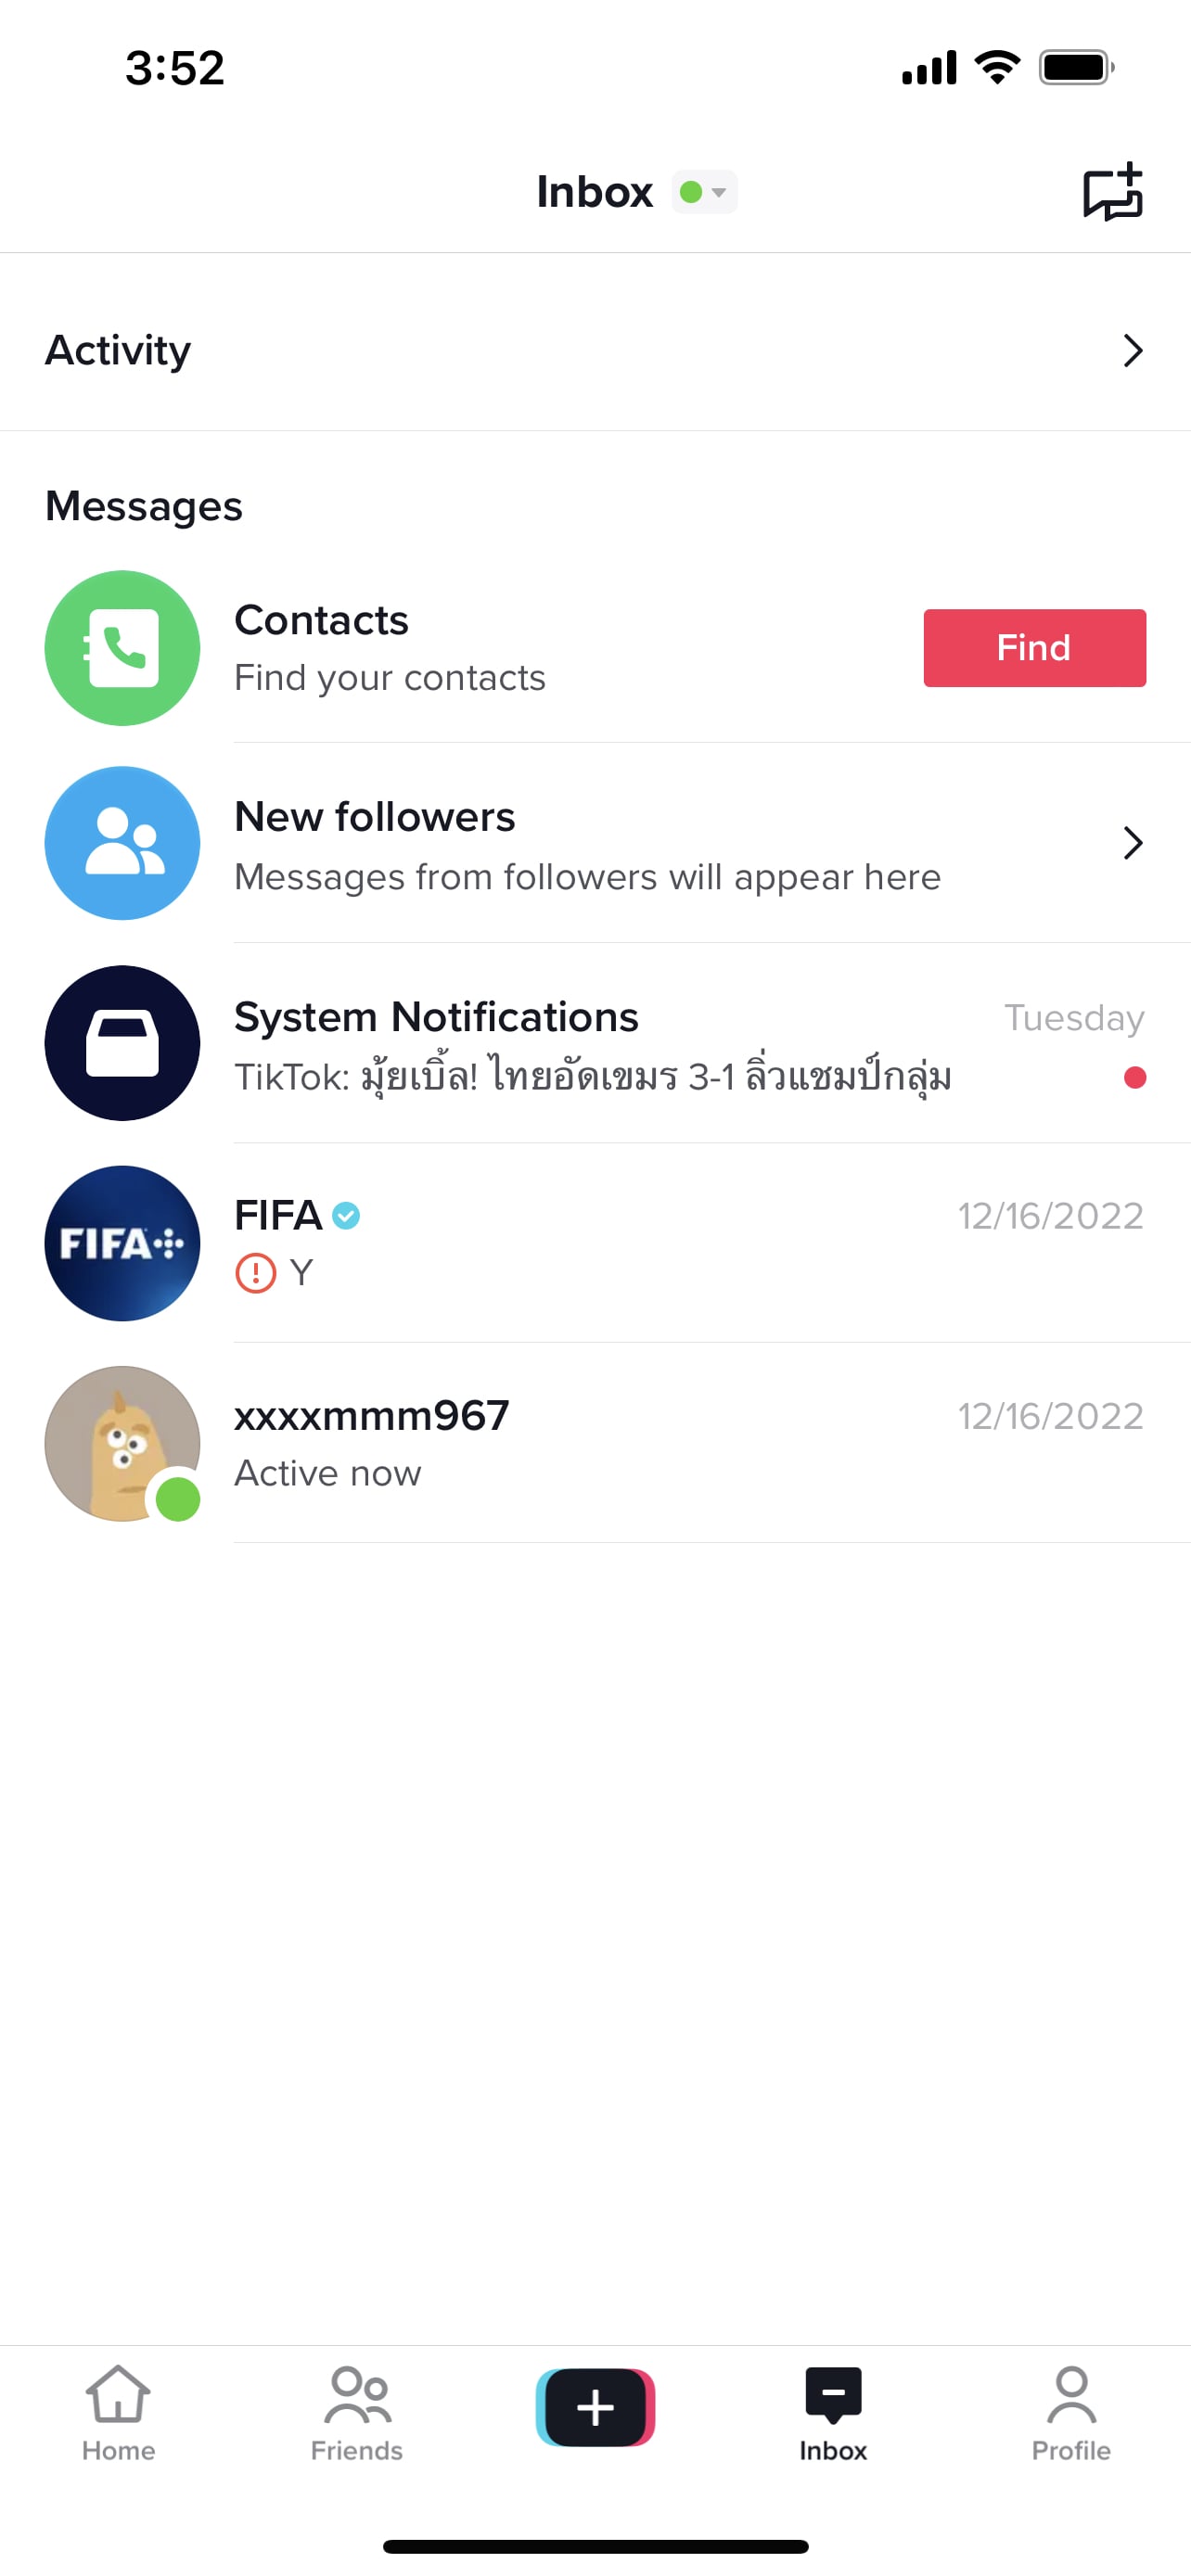 3:52
Inbox
Activity
Messages
Contacts
Find your contacts
Find
New followers
Messages from followers will appear here
System Notifications
Tuesday
TikTok: มุ้ยเบิ้ล! ไทยอัดเขมร 3-1 ลิ่วแชมป์กลุ่ม
FIFA+
FIFA
12/16/2022
Y
xxxxmmm967
12/16/2022
Active now
Home
Friends
Inbox
Profile